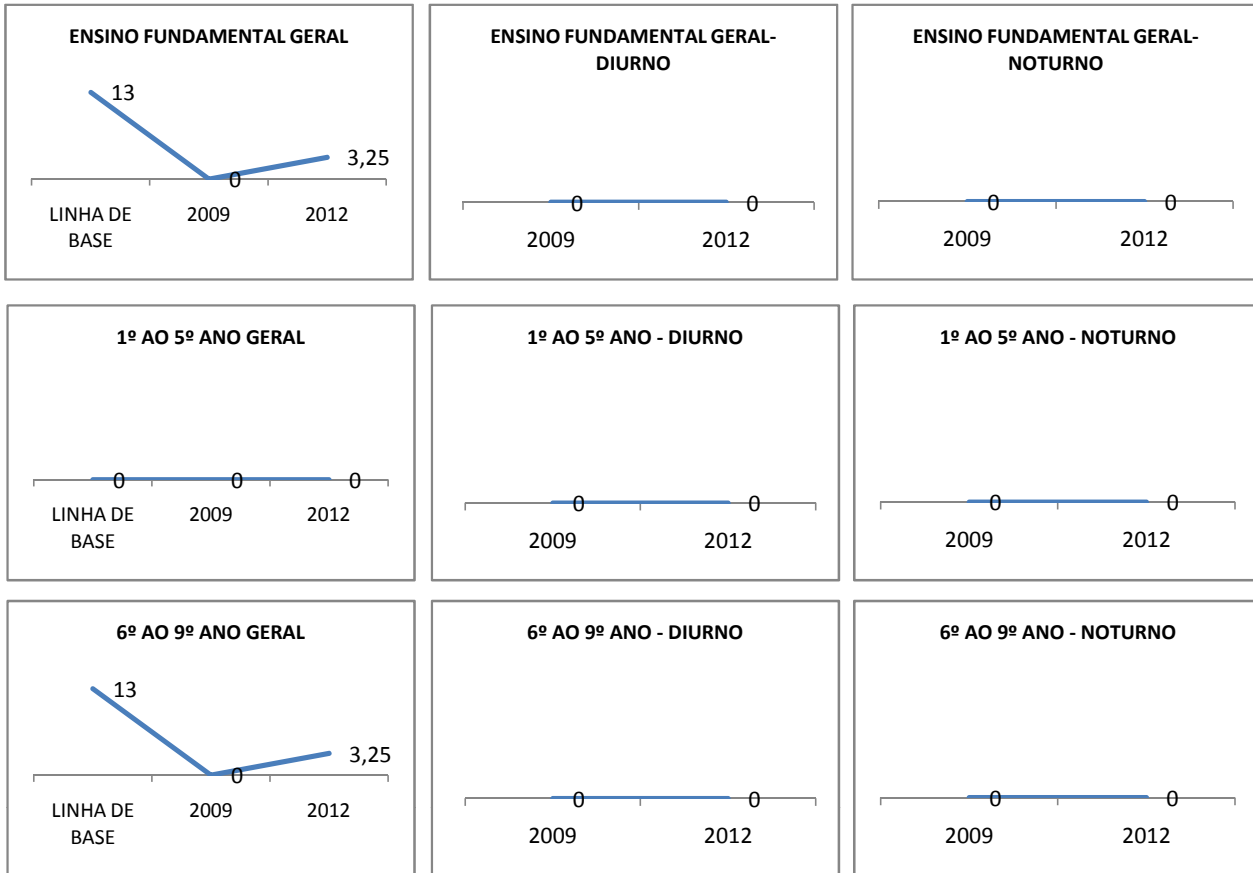 ENSINO FUNDAMENTAL GERAL
13
0
3,25
LINHA DE
BASE
2009
2012
ENSINO FUNDAMENTAL GERAL-
DIURNO
0
0
2009
2012
ENSINO FUNDAMENTAL GERAL-
NOTURNO
0
0
2009
2012
1º AO 5º ANO GERAL
0
0
0
LINHA DE
BASE
2009
2012
1º AO 5º ANO - DIURNO
0
0
2009
2012
1º AO 5º ANO - NOTURNO
0
0
2009
2012
6º AO 9º ANO GERAL
13
0
3,25
LINHA DE
BASE
2009
2012
6º AO 9º ANO - DIURNO
0
0
2009
2012
6º AO 9º ANO - NOTURNO
0
0
2009
2012